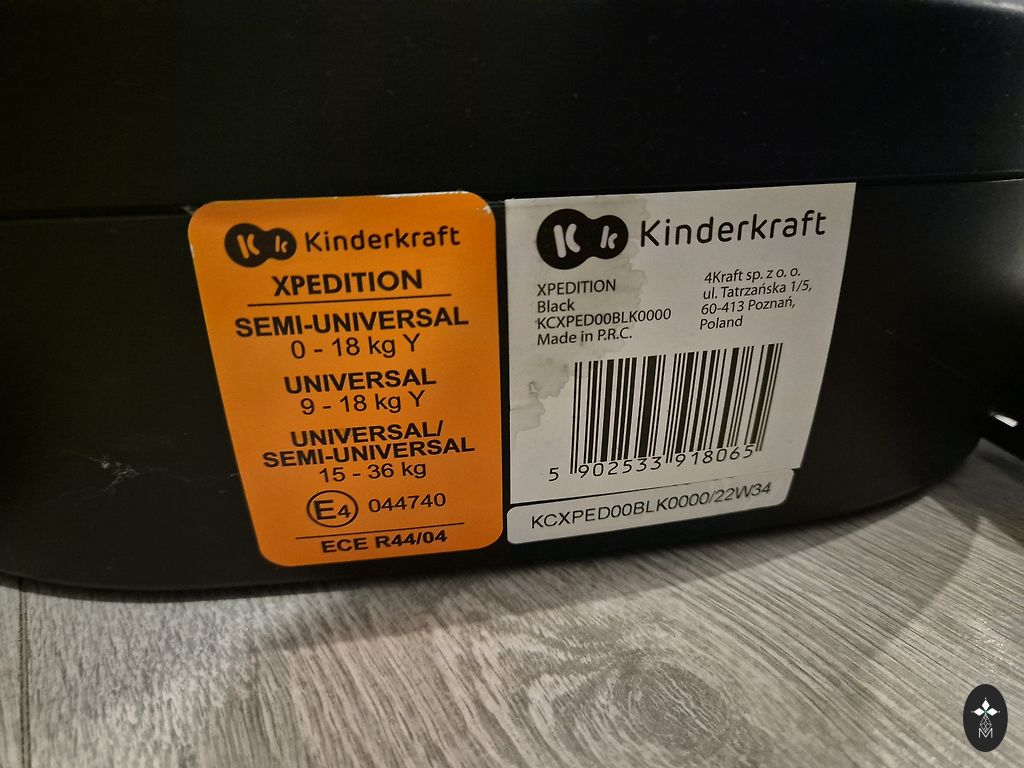 Kk Kinderkraft
XPEDITION
SEMI-UNIVERSAL
0 - 18 kg Y
UNIVERSAL
9 - 18 kg Y
UNIVERSAL/
SEMI-UNIVERSAL
15 - 36 kg
E4 044740
ECE R44/04
Kk Kinderkraft
XPEDITION
Black
KCXPED00BLK0000
Made in P.R.C.
4Kraft sp. z o. o.
ul. Tatrzańska 1/5,
60-413 Poznań,
Poland
5 902533 918065
KCXPED00BLK0000/22W34
M